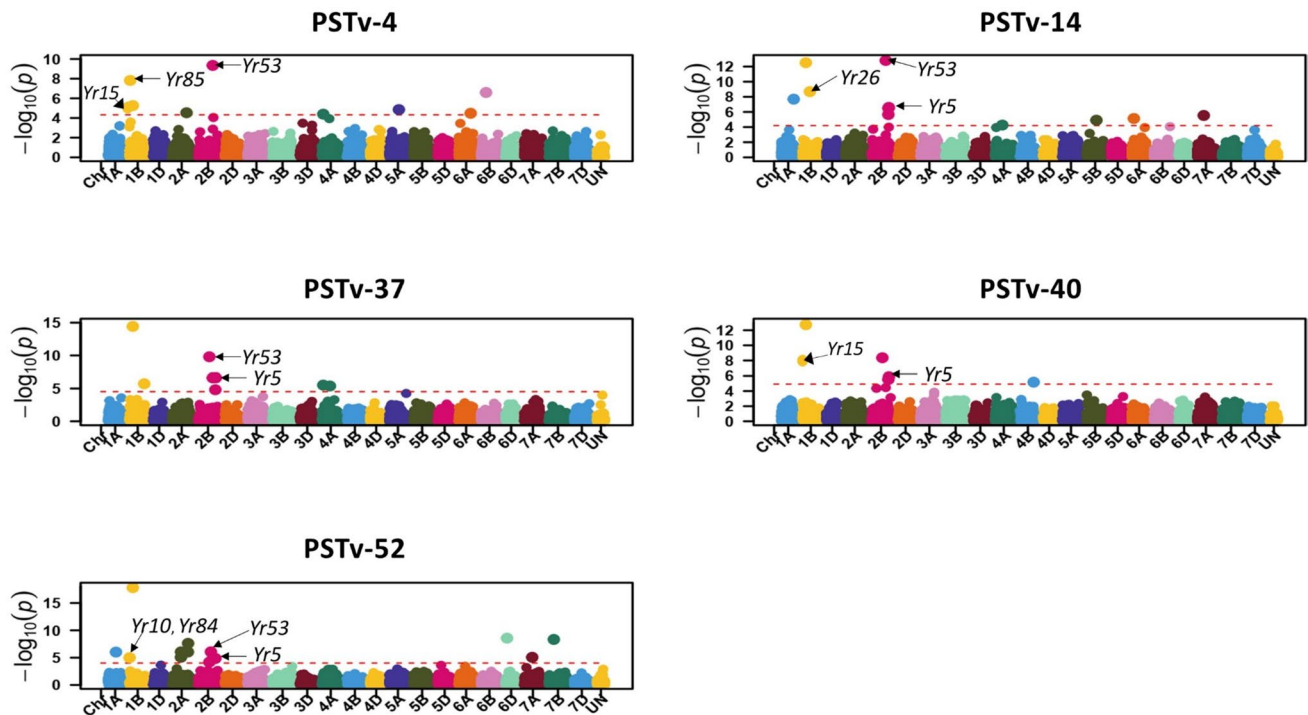 PSTv-4
−log10(p)
10
8
6
4
2
0
Yr85
Yr15
Yr53
Chr 1A 1B 1D 2A 2B 2D 3A 3B 3D 4A 4B 4D 5A 5B 5D 6A 6B 6D 7A 7B 7D UN
PSTv-14
−log10(p)
12
10
8
6
4
2
0
Yr53
Yr26
Yr5
Chr 1A 1B 1D 2A 2B 2D 3A 3B 3D 4A 4B 4D 5A 5B 5D 6A 6B 6D 7A 7B 7D UN
PSTv-37
−log10(p)
15
10
5
0
Yr53
Yr5
Chr 1A 1B 1D 2A 2B 2D 3A 3B 3D 4A 4B 4D 5A 5B 5D 6A 6B 6D 7A 7B 7D UN
PSTv-40
−log10(p)
12
10
8
6
4
2
0
Yr15
Yr5
Chr 1A 1B 1D 2A 2B 2D 3A 3B 3D 4A 4B 4D 5A 5B 5D 6A 6B 6D 7A 7B 7D UN
PSTv-52
−log10(p)
15
10
5
0
Yr10, Yr84
Yr53
Yr5
Chr 1A 1B 1D 2A 2B 2D 3A 3B 3D 4A 4B 4D 5A 5B 5D 6A 6B 6D 7A 7B 7D UN